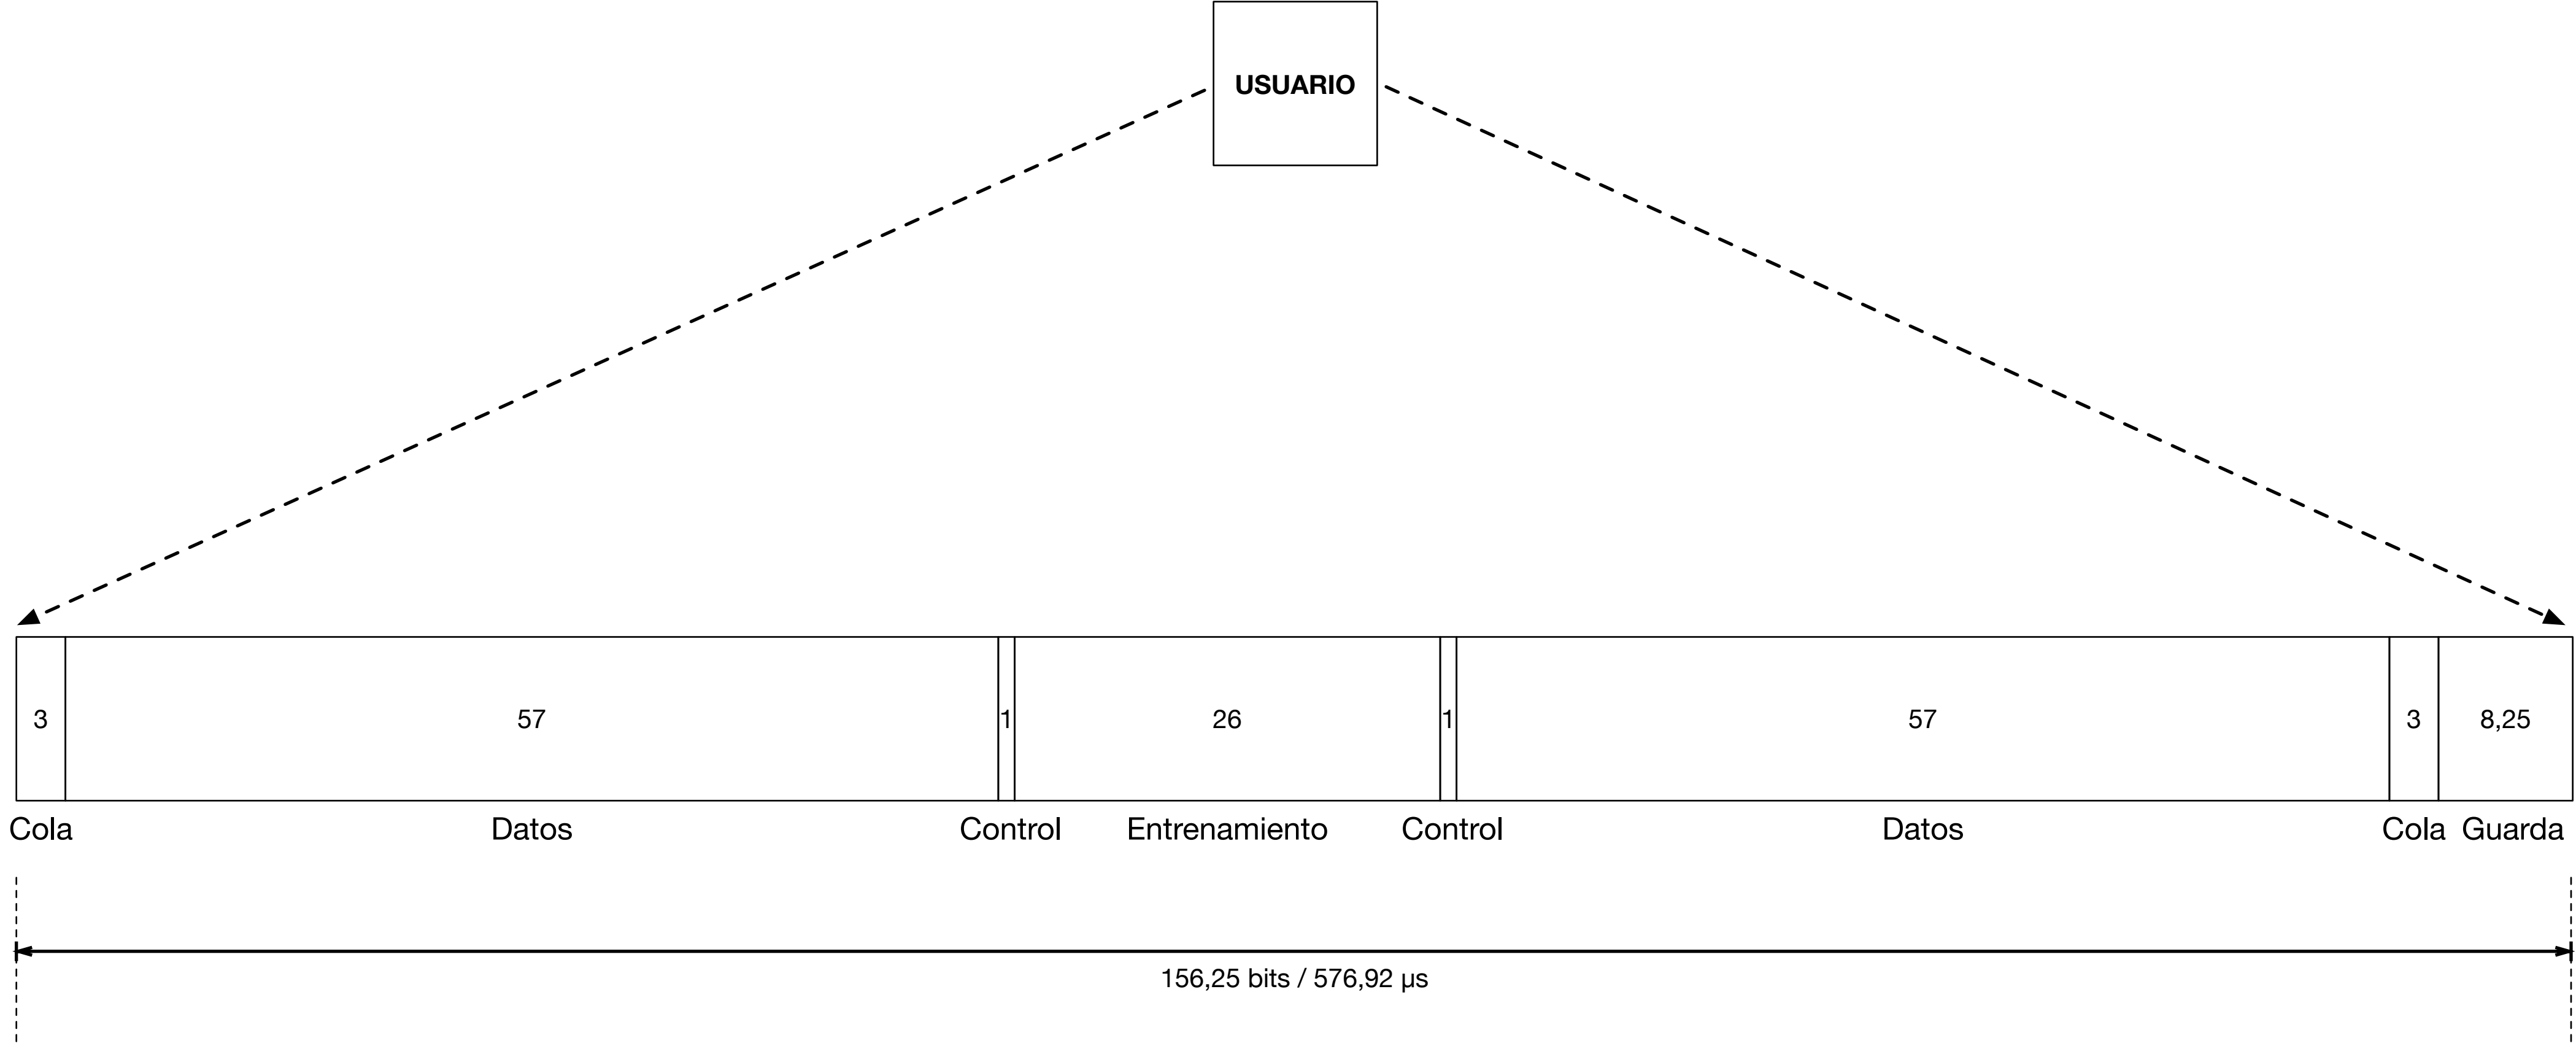 USUARIO
3 57 1 26 1 57 3 8,25
Cola Datos Control Entrenamiento Control Datos Cola Guarda
156,25 bits / 576,92 µs